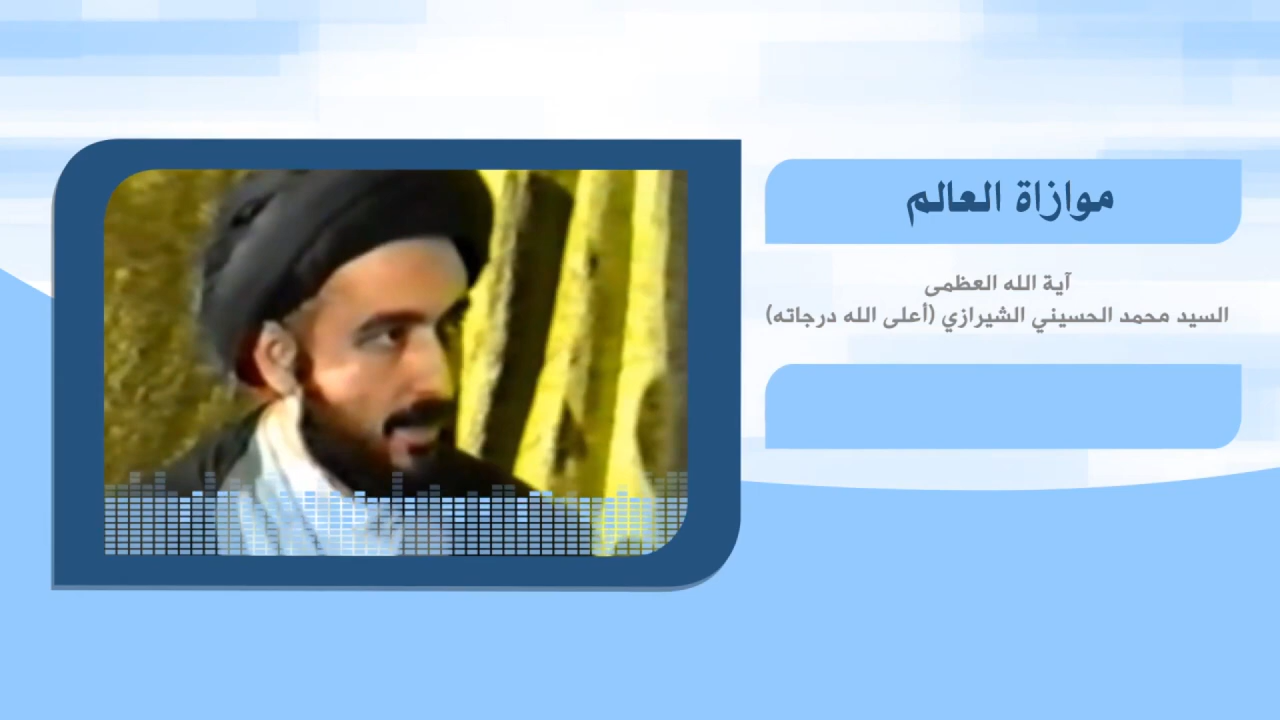 موازاة العالم
آية الله العظمى
السيد محمد الحسيني الشيرازي (أعلى الله درجاته)